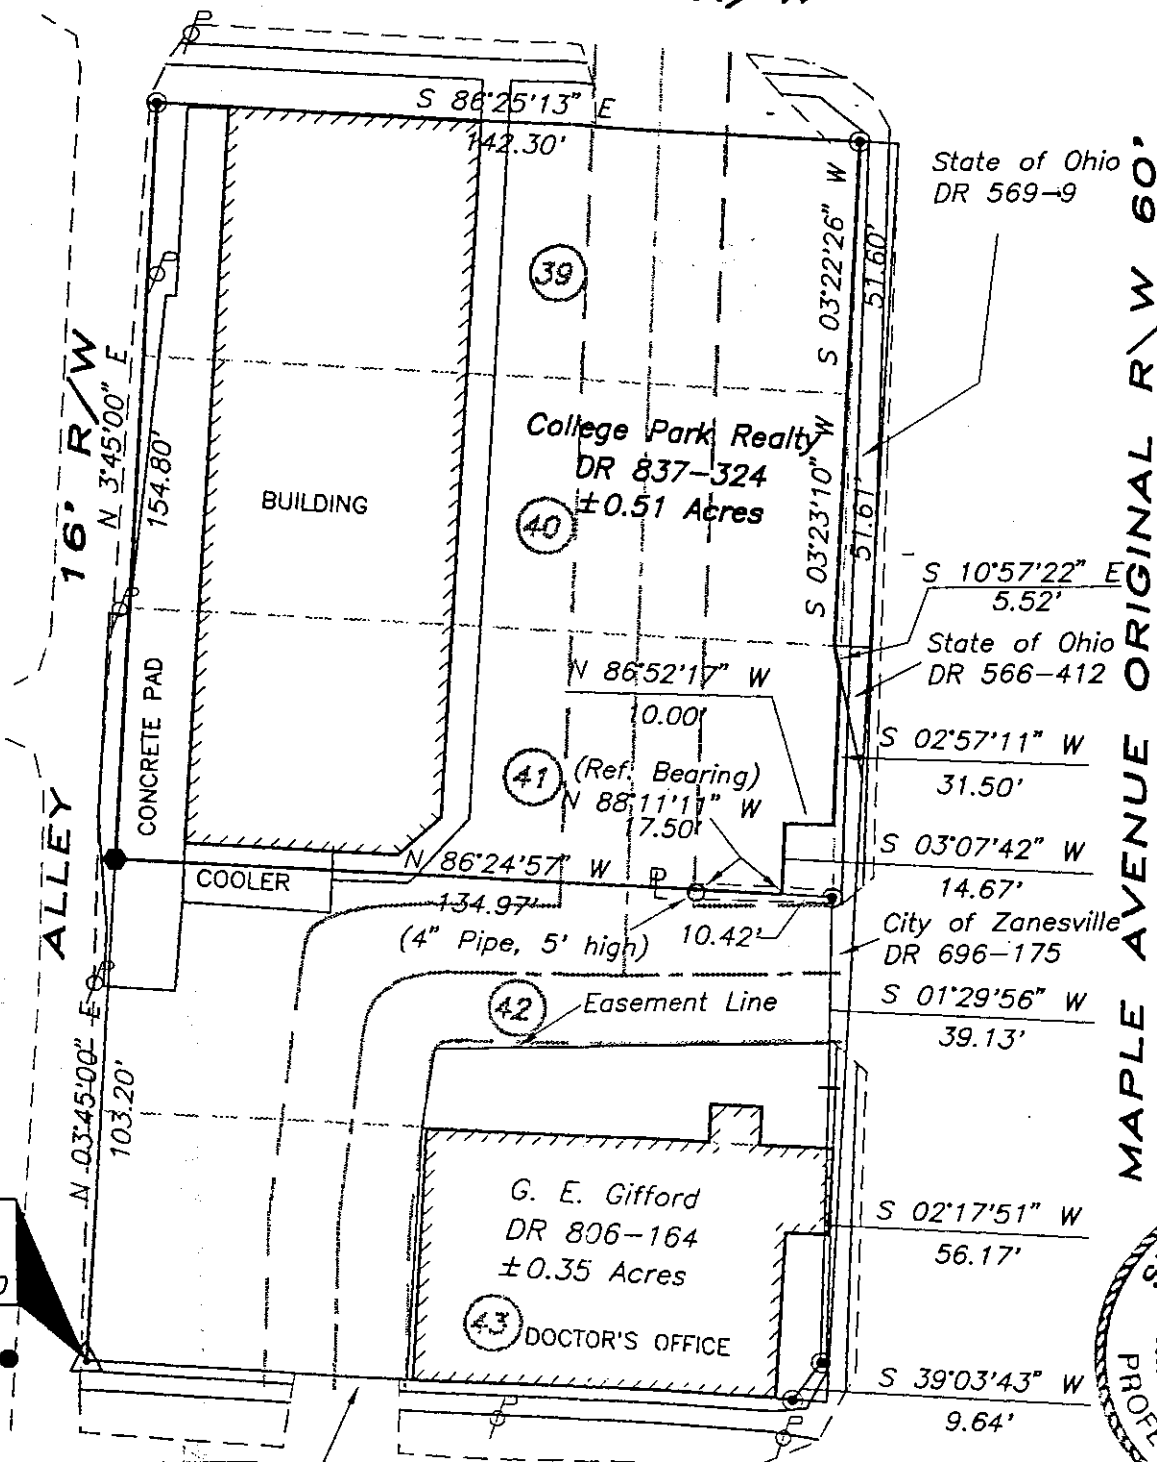 R/W
S 86°25'13" E
142.30'
State of Ohio
DR 569-9
S 03°22'26" W
51.60'
39
16' R/W
N 3°45'00" E
154.80'
College Park Realty
DR 837-324
±0.51 Acres
BUILDING
40
S 03°23'10" W
51.61'
S 10°57'22" E
5.52'
State of Ohio
DR 566-412
N 86°52'17" W
10.00'
CONCRETE PAD
S 02°57'11" W
31.50'
41
(Ref. Bearing)
N 88°11'11" W
17.50'
S 03°07'42" W
14.67'
N 86°24'57" W
134.97'
COOLER
ALLEY
(4" Pipe, 5' high)
10.42'
City of Zanesville
DR 696-175
42
Easement Line
S 01°29'56" W
39.13'
MAPLE AVENUE ORIGINAL R\W 60'
N 03°45'00" E
103.20'
G. E. Gifford
DR 806-164
±0.35 Acres
43
DOCTOR'S OFFICE
S 02°17'51" W
56.17'
S 39°03'43" W
9.64'